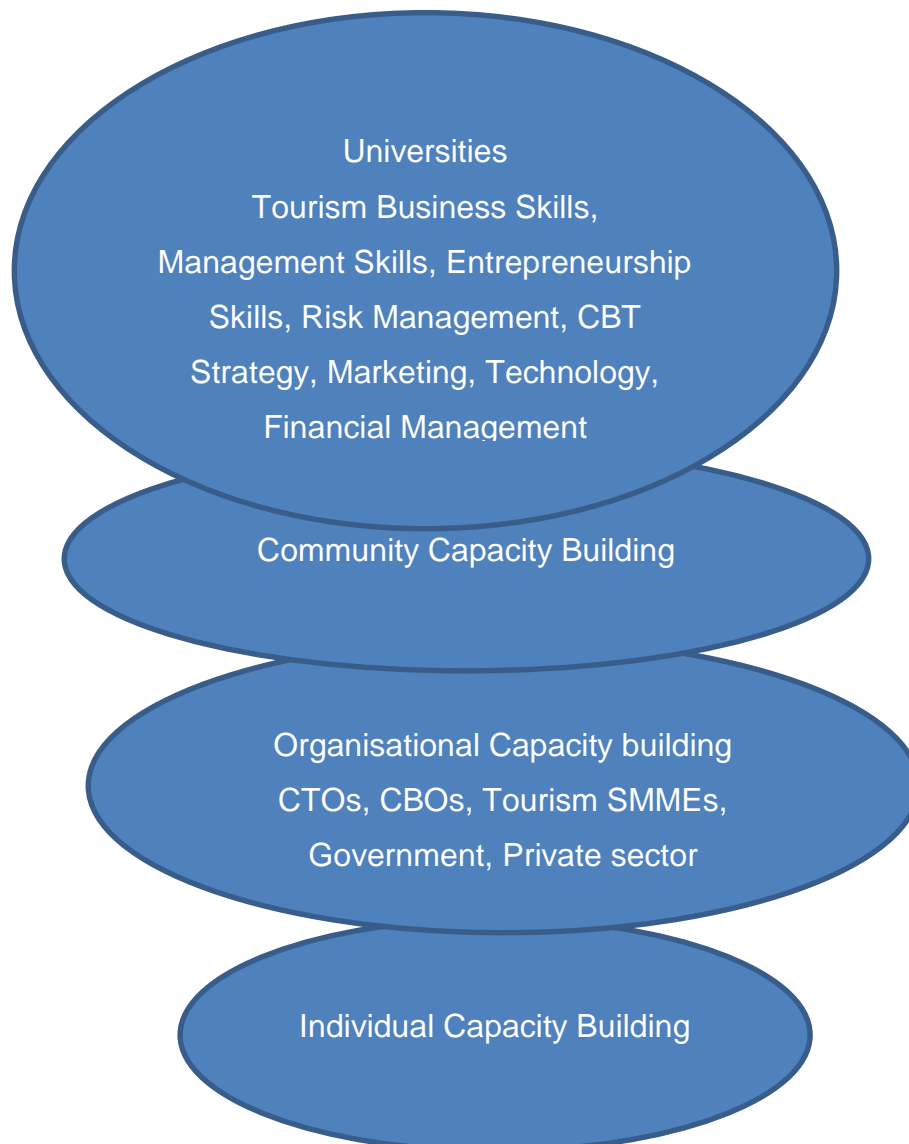 Universities
Tourism Business Skills,
Management Skills, Entrepreneurship
Skills, Risk Management, CBT
Strategy, Marketing, Technology,
Financial Management
Community Capacity Building
Organisational Capacity building
CTOs, CBOs, Tourism SMMEs,
Government, Private sector
Individual Capacity Building